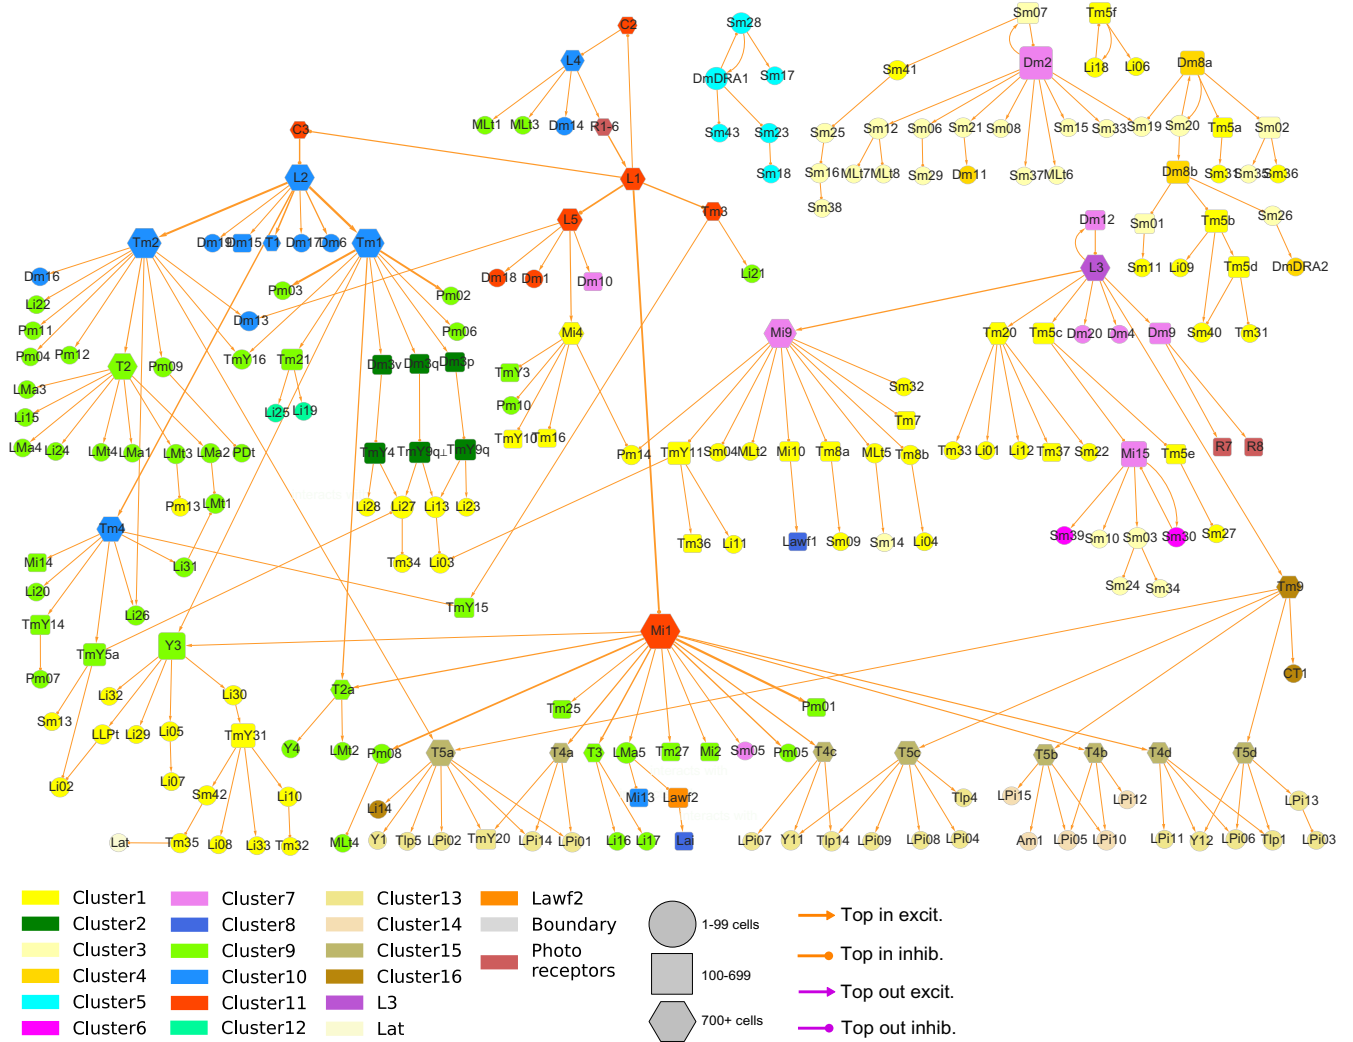 C2 Sm28 Sm07 Tm5f
L4 DmDRA1 Sm17 Sm41 Dm2 Li18 Li06 Dm8a
C3 MLt1 MLt3 Dm14 R1-6 Sm43 Sm23 Sm25 Sm12 Sm06 Sm21 Sm08 Sm15 Sm33 Sm19 Sm20 Tm5a Sm02
L2 L1 Sm18 Sm16 MLt7 MLt8 Sm29 Dm11 Sm37 MLt6 Dm8b Sm31 Sm35 Sm36
Sm38
Tm2 Dm19 Dm15 T1 Dm17 Dm6 Tm1 L5 Tm3 Dm12 Sm01 Tm5b Sm26
Dm16 Pm03 Pm02 Dm18 Dm1 Dm10 Li21 L3 Sm11 Li09 Tm5d DmDRA2
Li22
Pm11 Dm13 Pm06 Mi4 Mi9 Tm20 Tm5c Dm20 Dm4 Dm9 Sm40 Tm31
Pm04 Pm12 T2 Pm09 TmY16 Tm21 Dm3v Dm3q Dm3p TmY3 Sm32
LMa3 Li25 Li19 Pm10 Tm7
Li15
LMa4 Li24 LMt4 LMa1 LMt3 LMa2 PDt TmY4 TmY9q⊥ TmY9q TmY10 Tm16 Pm14 TmY11 Sm04 MLt2 Mi10 Tm8a MLt5 Tm8b Tm33 Li01 Li12 Tm37 Sm22 Mi15 Tm5e R7 R8
Pm13 LMt1 Li28 Li27 Li13 Li23
Tm4 Tm36 Li11 Lawf1 Sm09 Sm14 Li04 Sm39 Sm10 Sm03 Sm30 Sm27
Mi14 Li31 Tm34 Li03
Li20 Sm24 Sm34 Tm9
TmY14 Li26 TmY15
TmY5a Y3 Mi1
Pm07 CT1
Li32 Li30 T2a
Sm13 LLPt Li29 Li05 TmY31 Tm25 Pm01
Y4 LMt2 Pm08 T5a T4a T3 LMa5 Tm27 Mi2 Sm05 Pm05 T4c T5c T5b T4b T4d T5d
Li02 Li07 Sm42 Li10 Li14 Mi13 Lawf2 Tlp4 LPi15 LPi12 LPi13
Lat Tm35 Li08 Li33 Tm32 MLt4 Y1 Tlp5 LPi02 TmY20 LPi14 LPi01 Li16 Li17 Lai LPi07 Y11 Tlp14 LPi09 LPi08 LPi04 Am1 LPi05 LPi10 LPi11 Y12 LPi06 Tlp1 LPi03
Cluster1 Cluster7 Cluster13 Lawf2
Cluster2 Cluster8 Cluster14 Boundary
Cluster3 Cluster9 Cluster15 Photo
receptors
Cluster4 Cluster10 Cluster16
Cluster5 Cluster11 L3
Cluster6 Cluster12 Lat
1-99 cells
100-699
700+ cells
Top in excit.
Top in inhib.
Top out excit.
Top out inhib.